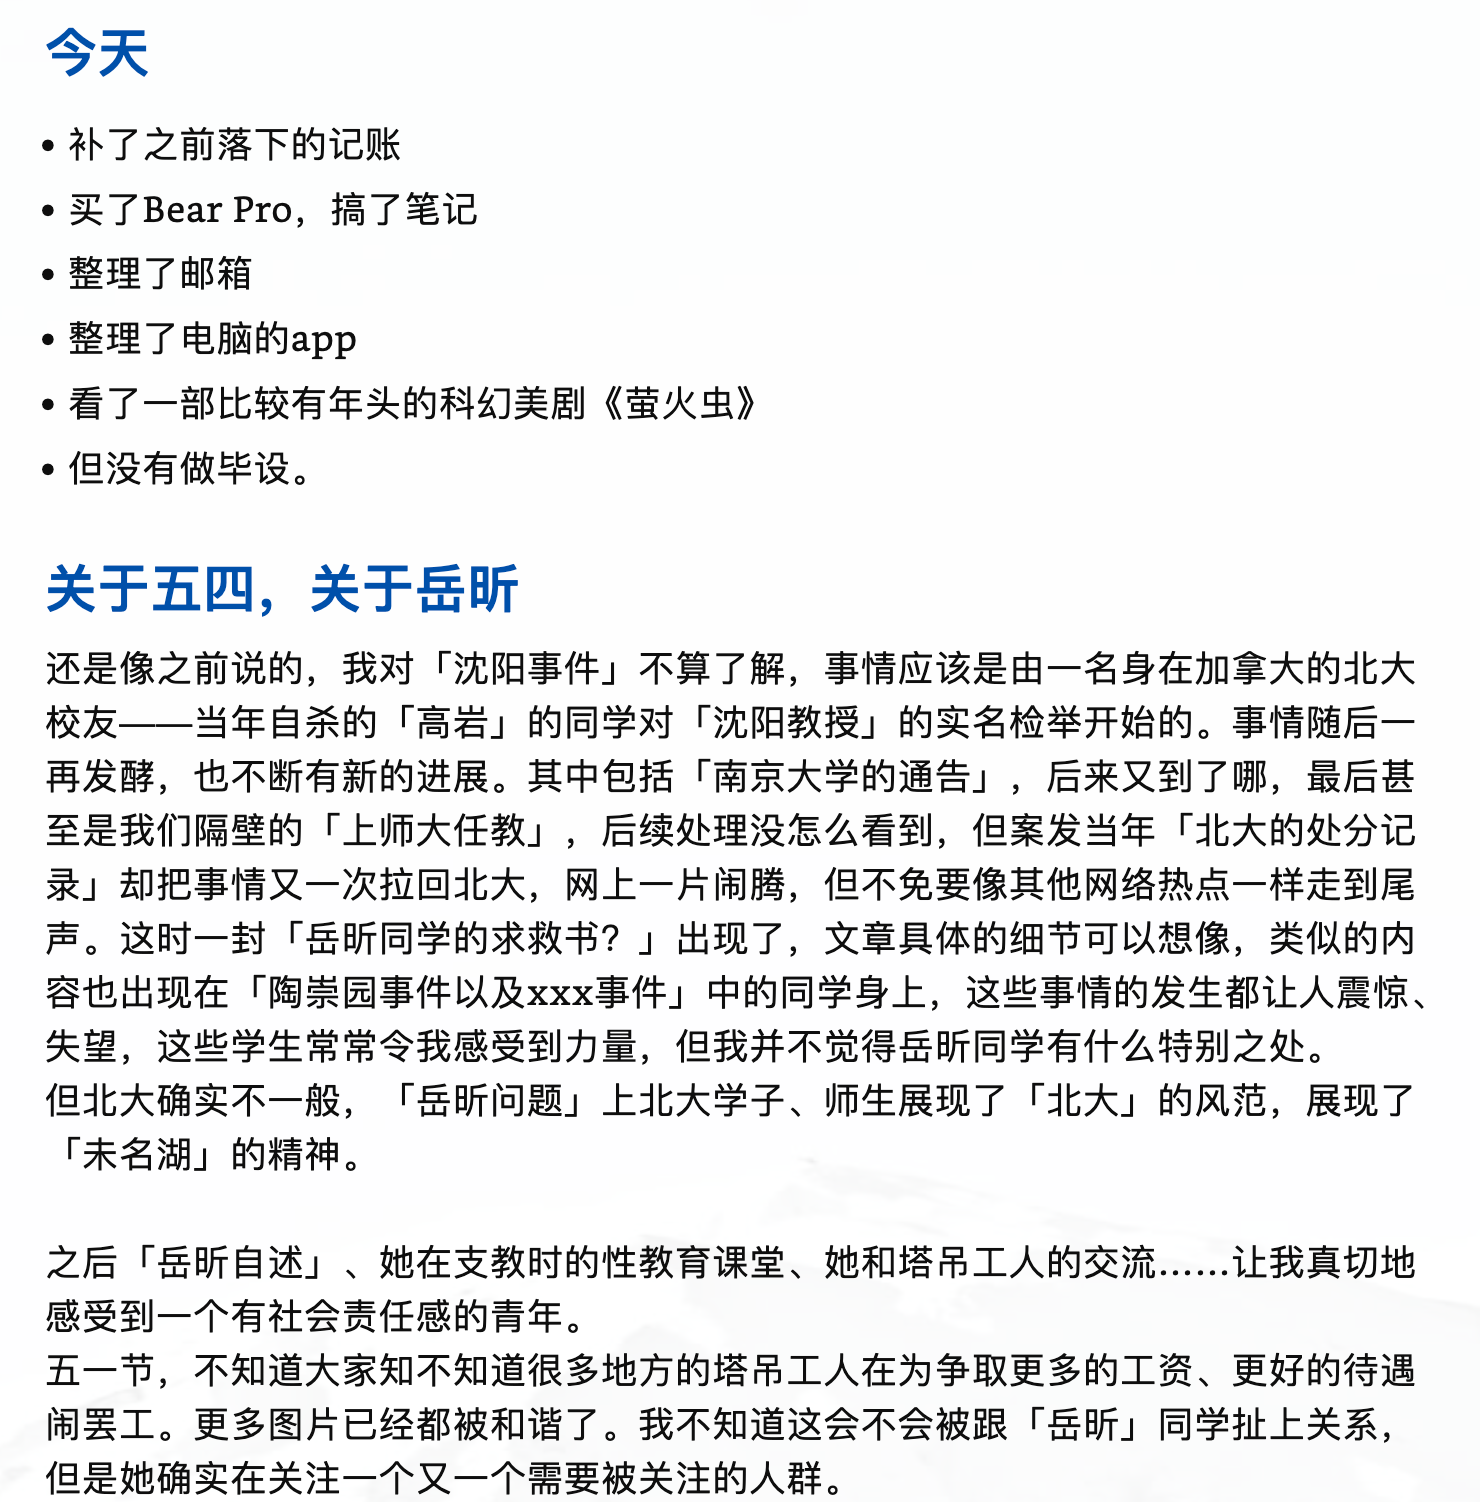 今天
• 补了之前落下的记账
• 买了Bear Pro，搞了笔记
• 整理了邮箱
• 整理了电脑的app
• 看了一部比较有年头的科幻美剧《萤火虫》
• 但没有做毕设。
关于五四，关于岳昕
还是像之前说的，我对「沈阳事件」不算了解，事情应该是由一名身在加拿大的北大
校友——当年自杀的「高岩」的同学对「沈阳教授」的实名检举开始的。事情随后一
再发酵，也不断有新的进展。其中包括「南京大学的通告」，后来又到了哪，最后甚
至是我们隔壁的「上师大任教」，后续处理没怎么看到，但案发当年「北大的处分记
录」却把事情又一次拉回北大，网上一片闹腾，但不免要像其他网络热点一样走到尾
声。这时一封「岳昕同学的求救书？」出现了，文章具体的细节可以想像，类似的内
容也出现在「陶崇园事件以及xxx事件」中的同学身上，这些事情的发生都让人震惊、
失望，这些学生常常令我感受到力量，但我并不觉得岳昕同学有什么特别之处。
但北大确实不一般，「岳昕问题」上北大学子、师生展现了「北大」的风范，展现了
「未名湖」的精神。
之后「岳昕自述」、她在支教时的性教育课堂、她和塔吊工人的交流……让我真切地
感受到一个有社会责任感的青年。
五一节，不知道大家知不知道很多地方的塔吊工人在为争取更多的工资、更好的待遇
闹罢工。更多图片已经都被和谐了。我不知道这会不会被跟「岳昕」同学扯上关系，
但是她确实在关注一个又一个需要被关注的人群。